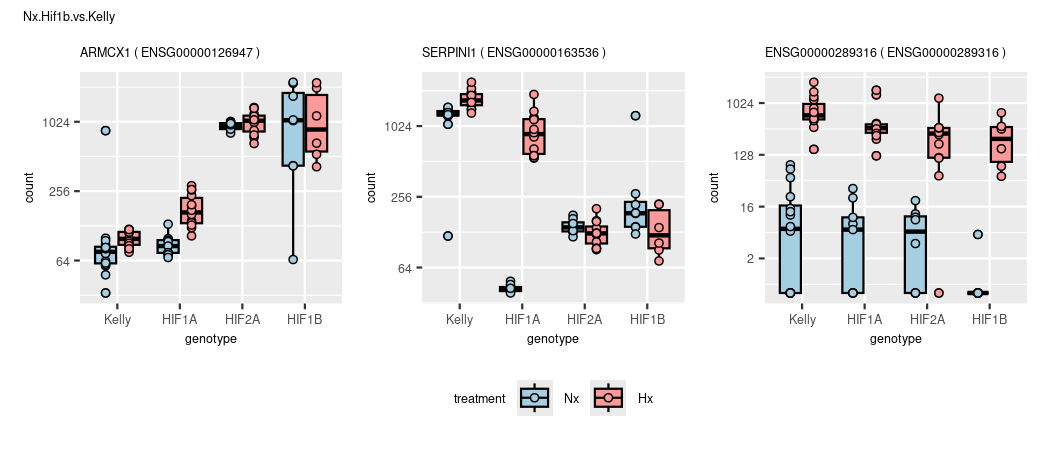 Nx.Hif1b.vs.Kelly
ARMCX1 ( ENSG00000126947 )
count
1024
256
64
Kelly HIF1A HIF2A HIF1B
genotype
SERPINI1 ( ENSG00000163536 )
count
1024
256
64
Kelly HIF1A HIF2A HIF1B
genotype
ENSG00000289316 ( ENSG00000289316 )
count
1024
128
16
2
Kelly HIF1A HIF2A HIF1B
genotype
treatment Nx Hx